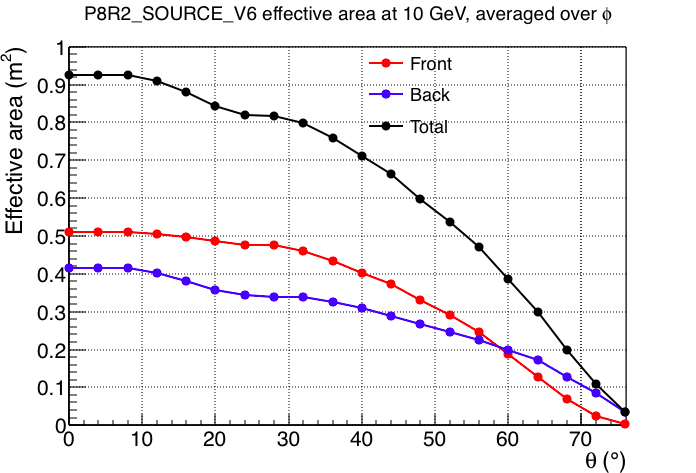 P8R2_SOURCE_V6 effective area at 10 GeV, averaged over ϕ
Effective area (m²)
1
0.9
0.8
0.7
0.6
0.5
0.4
0.3
0.2
0.1
0
Front
Back
Total
0 10 20 30 40 50 60 70
θ (°)